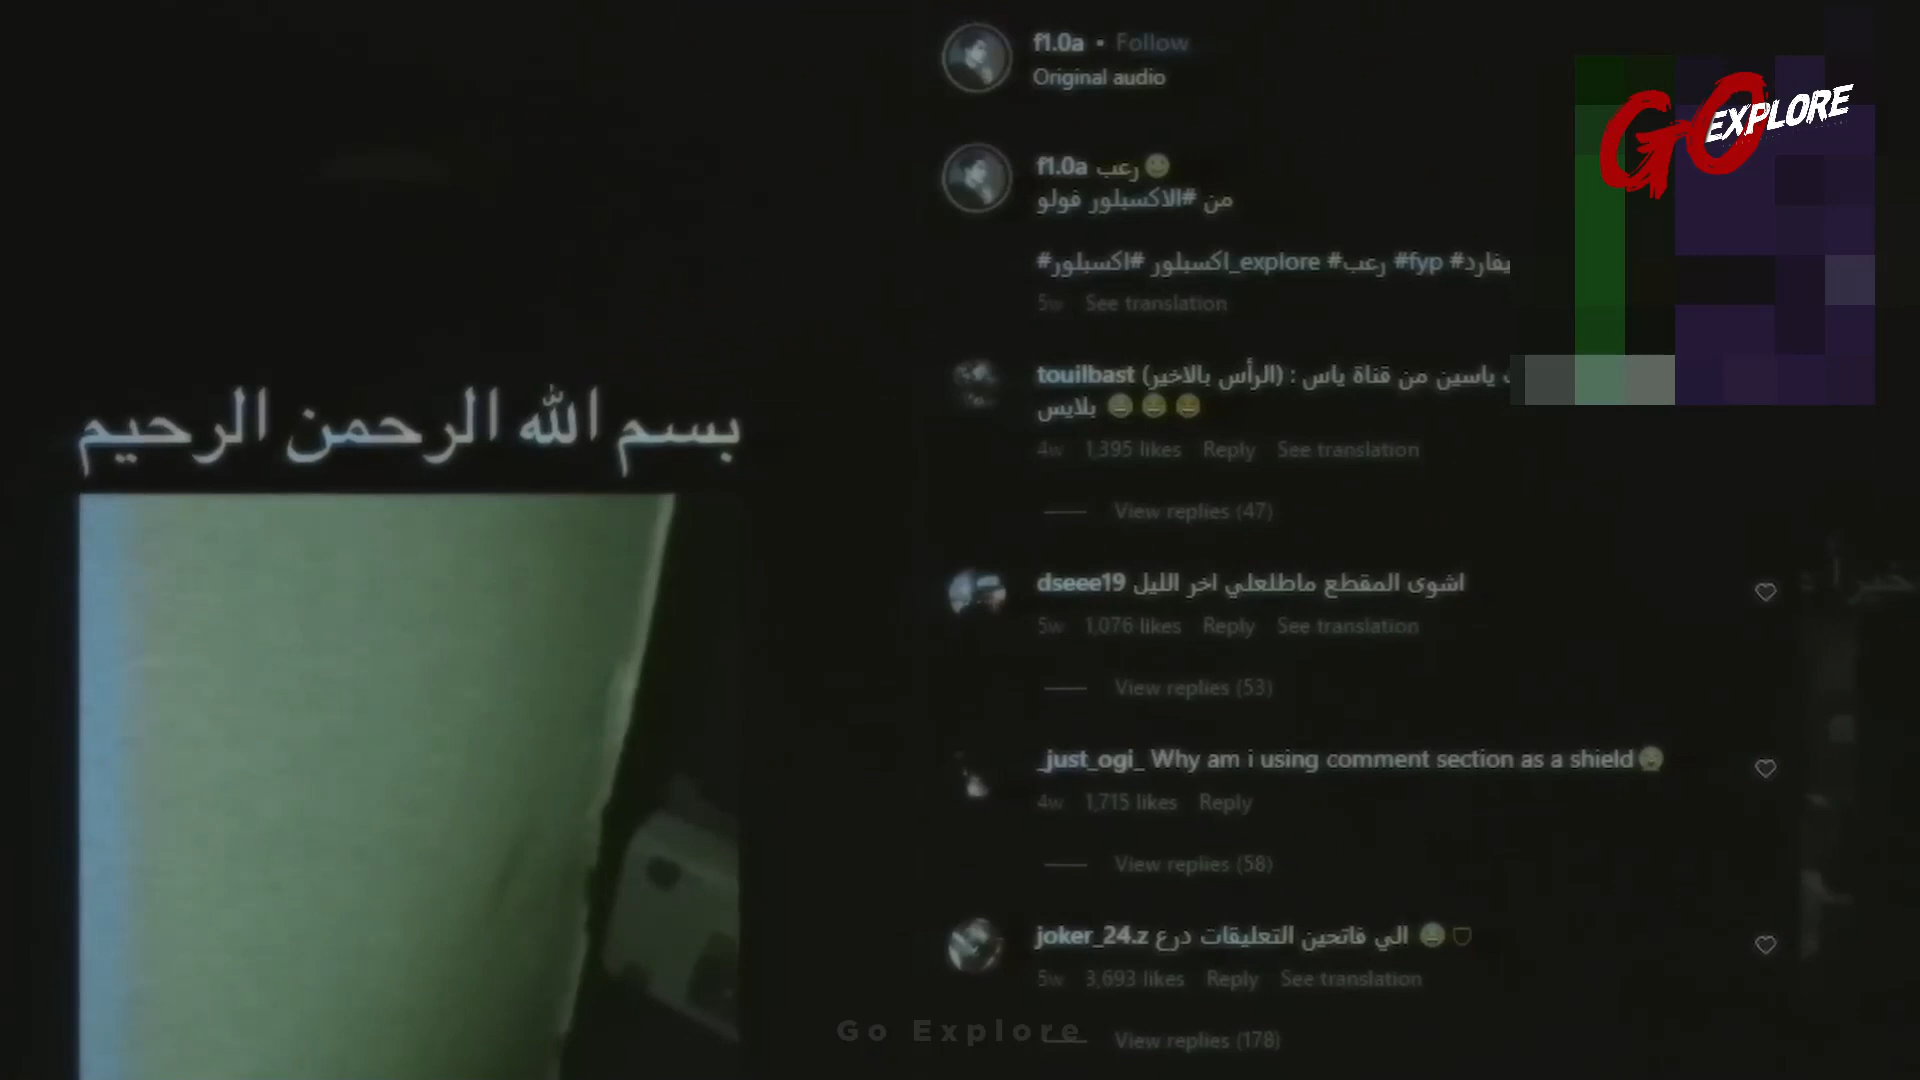 بسم الله الرحمن الرحيم
f1.0a • Follow
Original audio
f1.0a رعب
من #الاكسبلور فولو
#اكسبلور #اكسبلور_explore #رعب #fyp #يفارد
5w See translation
touilbast (الرأس بالاخير) : ياسين من قناة ياس
بلايس
4w 1,395 likes Reply See translation
View replies (47)
dseee19 اشوى المقطع ماطلعلي اخر الليل
5w 1,076 likes Reply See translation
View replies (53)
_just_ogi_ Why am i using comment section as a shield
4w 1,715 likes Reply
View replies (58)
joker_24.z الي فاتحين التعليقات درع
5w 3,693 likes Reply See translation
View replies (178)
GO EXPLORE
Go Explore